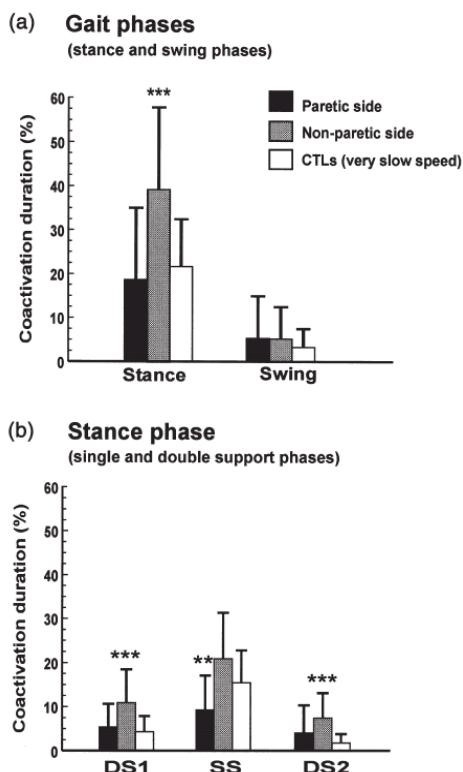 (a) Gait phases
(stance and swing phases)
***
60
50
40
30
20
10
0
Coactivation duration (%)
Paretic side
Non-paretic side
CTLs (very slow speed)
Stance Swing
(b) Stance phase
(single and double support phases)
60
50
40
30
20
10
0
Coactivation duration (%)
***
**
***
DS1 SS DS2